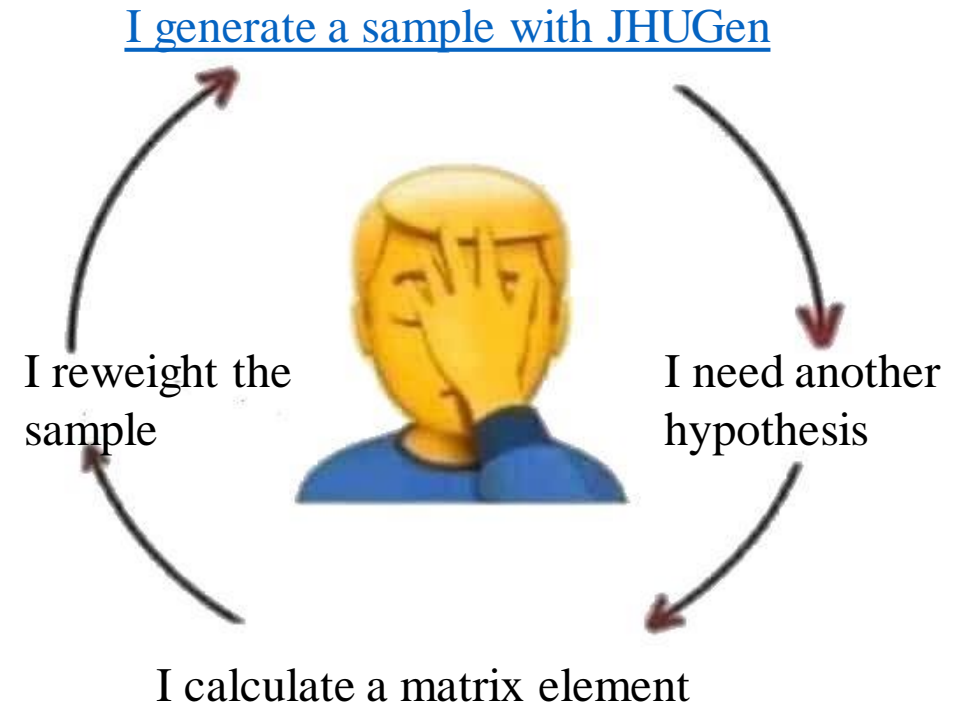 I generate a sample with JHUGen
I need another
hypothesis
I calculate a matrix element
I reweight the
sample